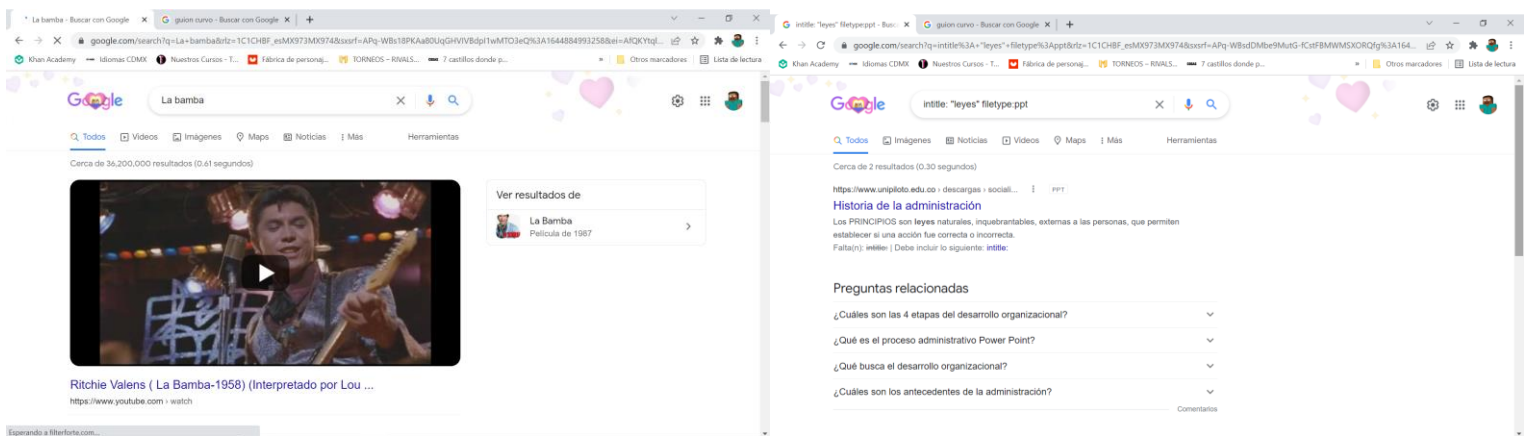 La bamba - Buscar con Google
guion curvo - Buscar con Google
google.com/search?q=La+bamba&rlz=1C1CHBF_esMX973MX974&sxsrf=APq-WBs18PKAa80UqGHVIVBdpI1wMTO3eQ%3A1644884993258&ei=AfQKYtqI...
Khan Academy
Idiomas CDMX
Nuestros Cursos - T...
Fábrica de personaj...
TORNEOS – RIVALS...
7 castillos donde p...
»
Otros marcadores
Lista de lectura
Google
La bamba
Todos
Videos
Imágenes
Maps
Noticias
Más
Herramientas
Cerca de 36,200,000 resultados (0.61 segundos)
Ver resultados de
La Bamba
Película de 1987
Ritchie Valens ( La Bamba-1958) (Interpretado por Lou ...
https://www.youtube.com › watch
Esperando a filterforte.com...
intitle: "leyes" filetype:ppt - Busc
guion curvo - Buscar con Google
google.com/search?q=intitle%3A+"leyes"+filetype%3Appt&rlz=1C1CHBF_esMX973MX974&sxsrf=APq-WBsdDMbe9MutG-fCstFBMWMSXORQfg%3A164...
Khan Academy
Idiomas CDMX
Nuestros Cursos - T...
Fábrica de personaj...
TORNEOS – RIVALS...
7 castillos donde p...
»
Otros marcadores
Lista de lectura
Google
intitle: "leyes" filetype:ppt
Todos
Imágenes
Noticias
Videos
Maps
Más
Herramientas
Cerca de 2 resultados (0.30 segundos)
https://www.unipiloto.edu.co › descargas › sociali...
PPT
Historia de la administración
Los PRINCIPIOS son leyes naturales, inquebrantables, externas a las personas, que permiten
establecer si una acción fue correcta o incorrecta.
Falta(n): intitle: | Debe incluir lo siguiente: intitle:
Preguntas relacionadas
¿Cuáles son las 4 etapas del desarrollo organizacional?
¿Qué es el proceso administrativo Power Point?
¿Qué busca el desarrollo organizacional?
¿Cuáles son los antecedentes de la administración?
Comentarios